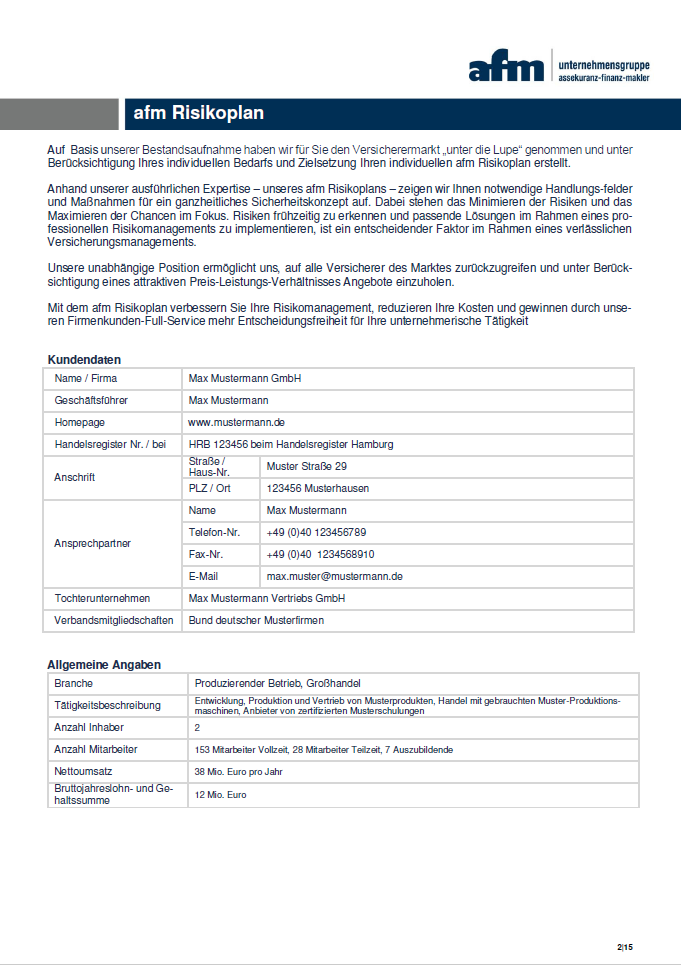 afm unternehmensgruppe
assekuranz-finanz-makler
afm Risikoplan
Auf Basis unserer Bestandsaufnahme haben wir für Sie den Versicherermarkt „unter die Lupe“ genommen und unter
Berücksichtigung Ihres individuellen Bedarfs und Zielsetzung Ihren individuellen afm Risikoplan erstellt.
Anhand unserer ausführlichen Expertise – unseres afm Risikoplans – zeigen wir Ihnen notwendige Handlungs-felder
und Maßnahmen für ein ganzheitliches Sicherheitskonzept auf. Dabei stehen das Minimieren der Risiken und das
Maximieren der Chancen im Fokus. Risiken frühzeitig zu erkennen und passende Lösungen im Rahmen eines pro-
fessionellen Risikomanagements zu implementieren, ist ein entscheidender Faktor im Rahmen eines verlässlichen
Versicherungsmanagements.
Unsere unabhängige Position ermöglicht uns, auf alle Versicherer des Marktes zurückzugreifen und unter Berück-
sichtigung eines attraktiven Preis-Leistungs-Verhältnisses Angebote einzuholen.
Mit dem afm Risikoplan verbessern Sie Ihre Risikomanagement, reduzieren Ihre Kosten und gewinnen durch unse-
ren Firmenkunden-Full-Service mehr Entscheidungsfreiheit für Ihre unternehmerische Tätigkeit
Kundendaten
Name / Firma Max Mustermann GmbH
Geschäftsführer Max Mustermann
Homepage www.mustermann.de
Handelsregister Nr. / bei HRB 123456 beim Handelsregister Hamburg
Anschrift
Straße /
Haus-Nr. Muster Straße 29
PLZ / Ort 123456 Musterhausen
Ansprechpartner
Name Max Mustermann
Telefon-Nr. +49 (0)40 123456789
Fax-Nr. +49 (0)40 1234568910
E-Mail max.muster@mustermann.de
Tochterunternehmen Max Mustermann Vertriebs GmbH
Verbandsmitgliedschaften Bund deutscher Musterfirmen
Allgemeine Angaben
Branche Produzierender Betrieb, Großhandel
Tätigkeitsbeschreibung Entwicklung, Produktion und Vertrieb von Musterprodukten, Handel mit gebrauchten Muster-Produktions-
maschinen, Anbieter von zertifizierten Musterschulungen
Anzahl Inhaber 2
Anzahl Mitarbeiter 153 Mitarbeiter Vollzeit, 28 Mitarbeiter Teilzeit, 7 Auszubildende
Nettoumsatz 38 Mio. Euro pro Jahr
Bruttojahreslohn- und Ge-
haltssumme 12 Mio. Euro
2|15